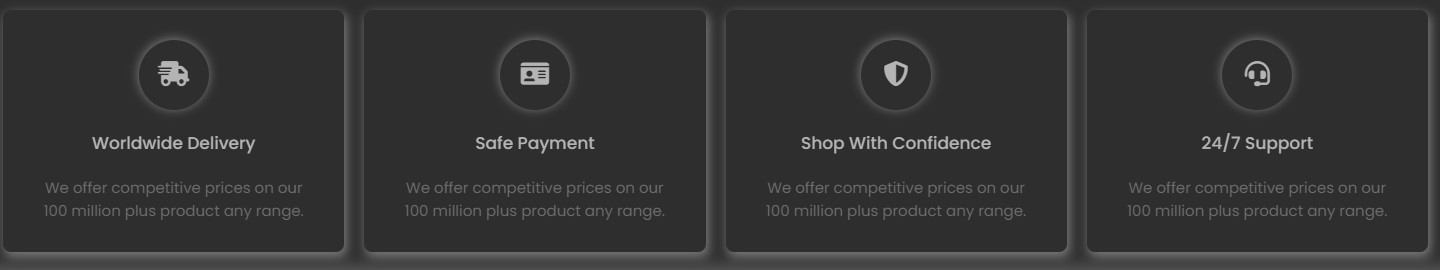 Worldwide Delivery
We offer competitive prices on our
100 million plus product any range.
Safe Payment
We offer competitive prices on our
100 million plus product any range.
Shop With Confidence
We offer competitive prices on our
100 million plus product any range.
24/7 Support
We offer competitive prices on our
100 million plus product any range.